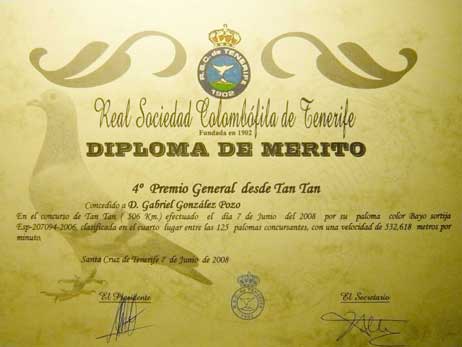 R.S.C. de TENERIFE
1902
Real Sociedad Colombófila de Tenerife
Fundada en 1902
DIPLOMA DE MERITO
4º Premio General desde Tan Tan
Concedido a D. Gabriel González Pozo
En el concurso de Tan Tan ( 506 Km.) efectuado el día 7 de Junio del 2008 por su paloma color Bayo sortija
Esp-207094-2006, clasificada en el cuarto lugar entre las 125 palomas concursantes, con una velocidad de 532,618 metros por
minuto.
Santa Cruz de Tenerife 7 de Junio de 2008
El Presidente
El Secretario